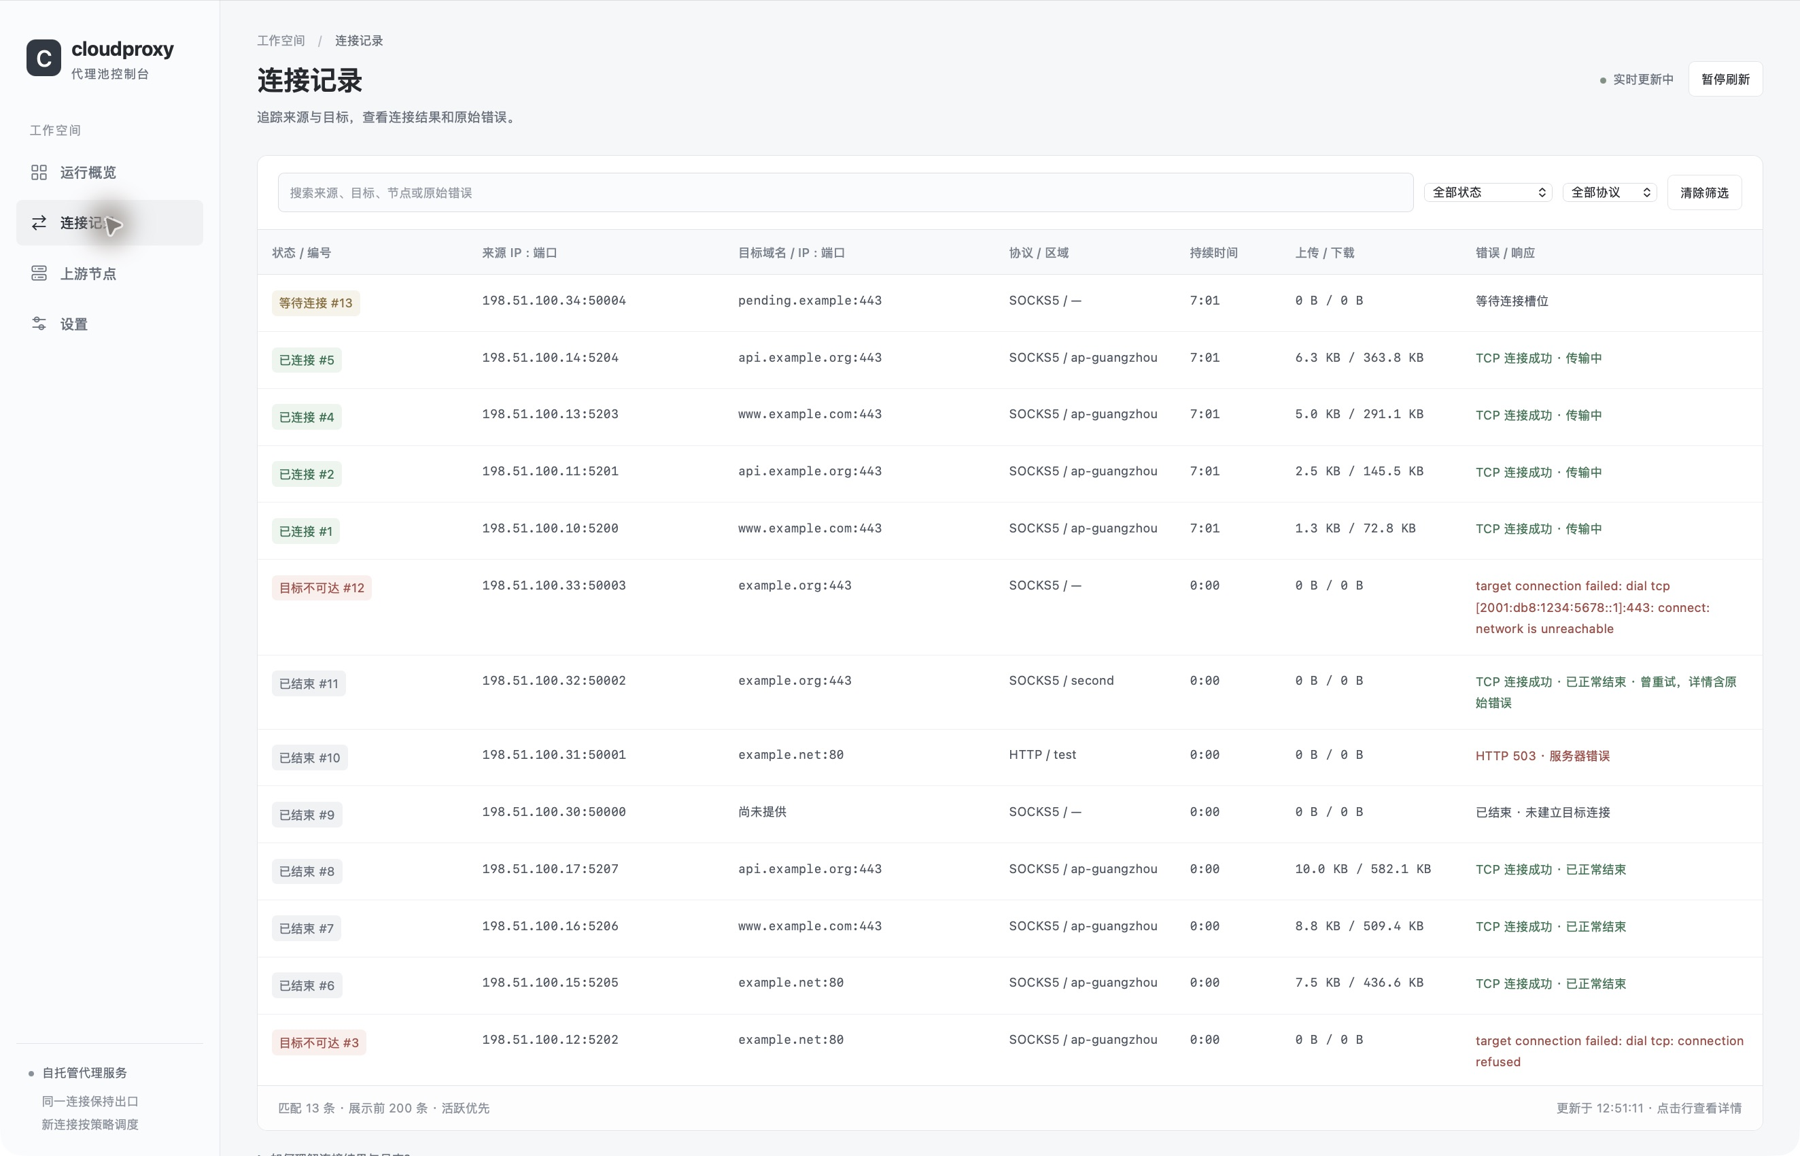 C
cloudproxy
代理池控制台
工作空间
运行概览
连接记
上游节点
设置
自托管代理服务
同一连接保持出口
新连接按策略调度
工作空间 / 连接记录
连接记录
追踪来源与目标，查看连接结果和原始错误。
实时更新中 暂停刷新
搜索来源、目标、节点或原始错误 全部状态 全部协议 清除筛选
状态 / 编号 来源 IP : 端口 目标域名 / IP : 端口 协议 / 区域 持续时间 上传 / 下载 错误 / 响应
等待连接 #13 198.51.100.34:50004 pending.example:443 SOCKS5 / — 7:01 0 B / 0 B 等待连接槽位
已连接 #5 198.51.100.14:5204 api.example.org:443 SOCKS5 / ap-guangzhou 7:01 6.3 KB / 363.8 KB TCP 连接成功 · 传输中
已连接 #4 198.51.100.13:5203 www.example.com:443 SOCKS5 / ap-guangzhou 7:01 5.0 KB / 291.1 KB TCP 连接成功 · 传输中
已连接 #2 198.51.100.11:5201 api.example.org:443 SOCKS5 / ap-guangzhou 7:01 2.5 KB / 145.5 KB TCP 连接成功 · 传输中
已连接 #1 198.51.100.10:5200 www.example.com:443 SOCKS5 / ap-guangzhou 7:01 1.3 KB / 72.8 KB TCP 连接成功 · 传输中
目标不可达 #12 198.51.100.33:50003 example.org:443 SOCKS5 / — 0:00 0 B / 0 B target connection failed: dial tcp
[2001:db8:1234:5678::1]:443: connect:
network is unreachable
已结束 #11 198.51.100.32:50002 example.org:443 SOCKS5 / second 0:00 0 B / 0 B TCP 连接成功 · 已正常结束 · 曾重试，详情含原
始错误
已结束 #10 198.51.100.31:50001 example.net:80 HTTP / test 0:00 0 B / 0 B HTTP 503 · 服务器错误
已结束 #9 198.51.100.30:50000 尚未提供 SOCKS5 / — 0:00 0 B / 0 B 已结束 · 未建立目标连接
已结束 #8 198.51.100.17:5207 api.example.org:443 SOCKS5 / ap-guangzhou 0:00 10.0 KB / 582.1 KB TCP 连接成功 · 已正常结束
已结束 #7 198.51.100.16:5206 www.example.com:443 SOCKS5 / ap-guangzhou 0:00 8.8 KB / 509.4 KB TCP 连接成功 · 已正常结束
已结束 #6 198.51.100.15:5205 example.net:80 SOCKS5 / ap-guangzhou 0:00 7.5 KB / 436.6 KB TCP 连接成功 · 已正常结束
目标不可达 #3 198.51.100.12:5202 example.net:80 SOCKS5 / ap-guangzhou 0:00 0 B / 0 B target connection failed: dial tcp: connection
refused
匹配 13 条 · 展示前 200 条 · 活跃优先 更新于 12:51:11 · 点击行查看详情